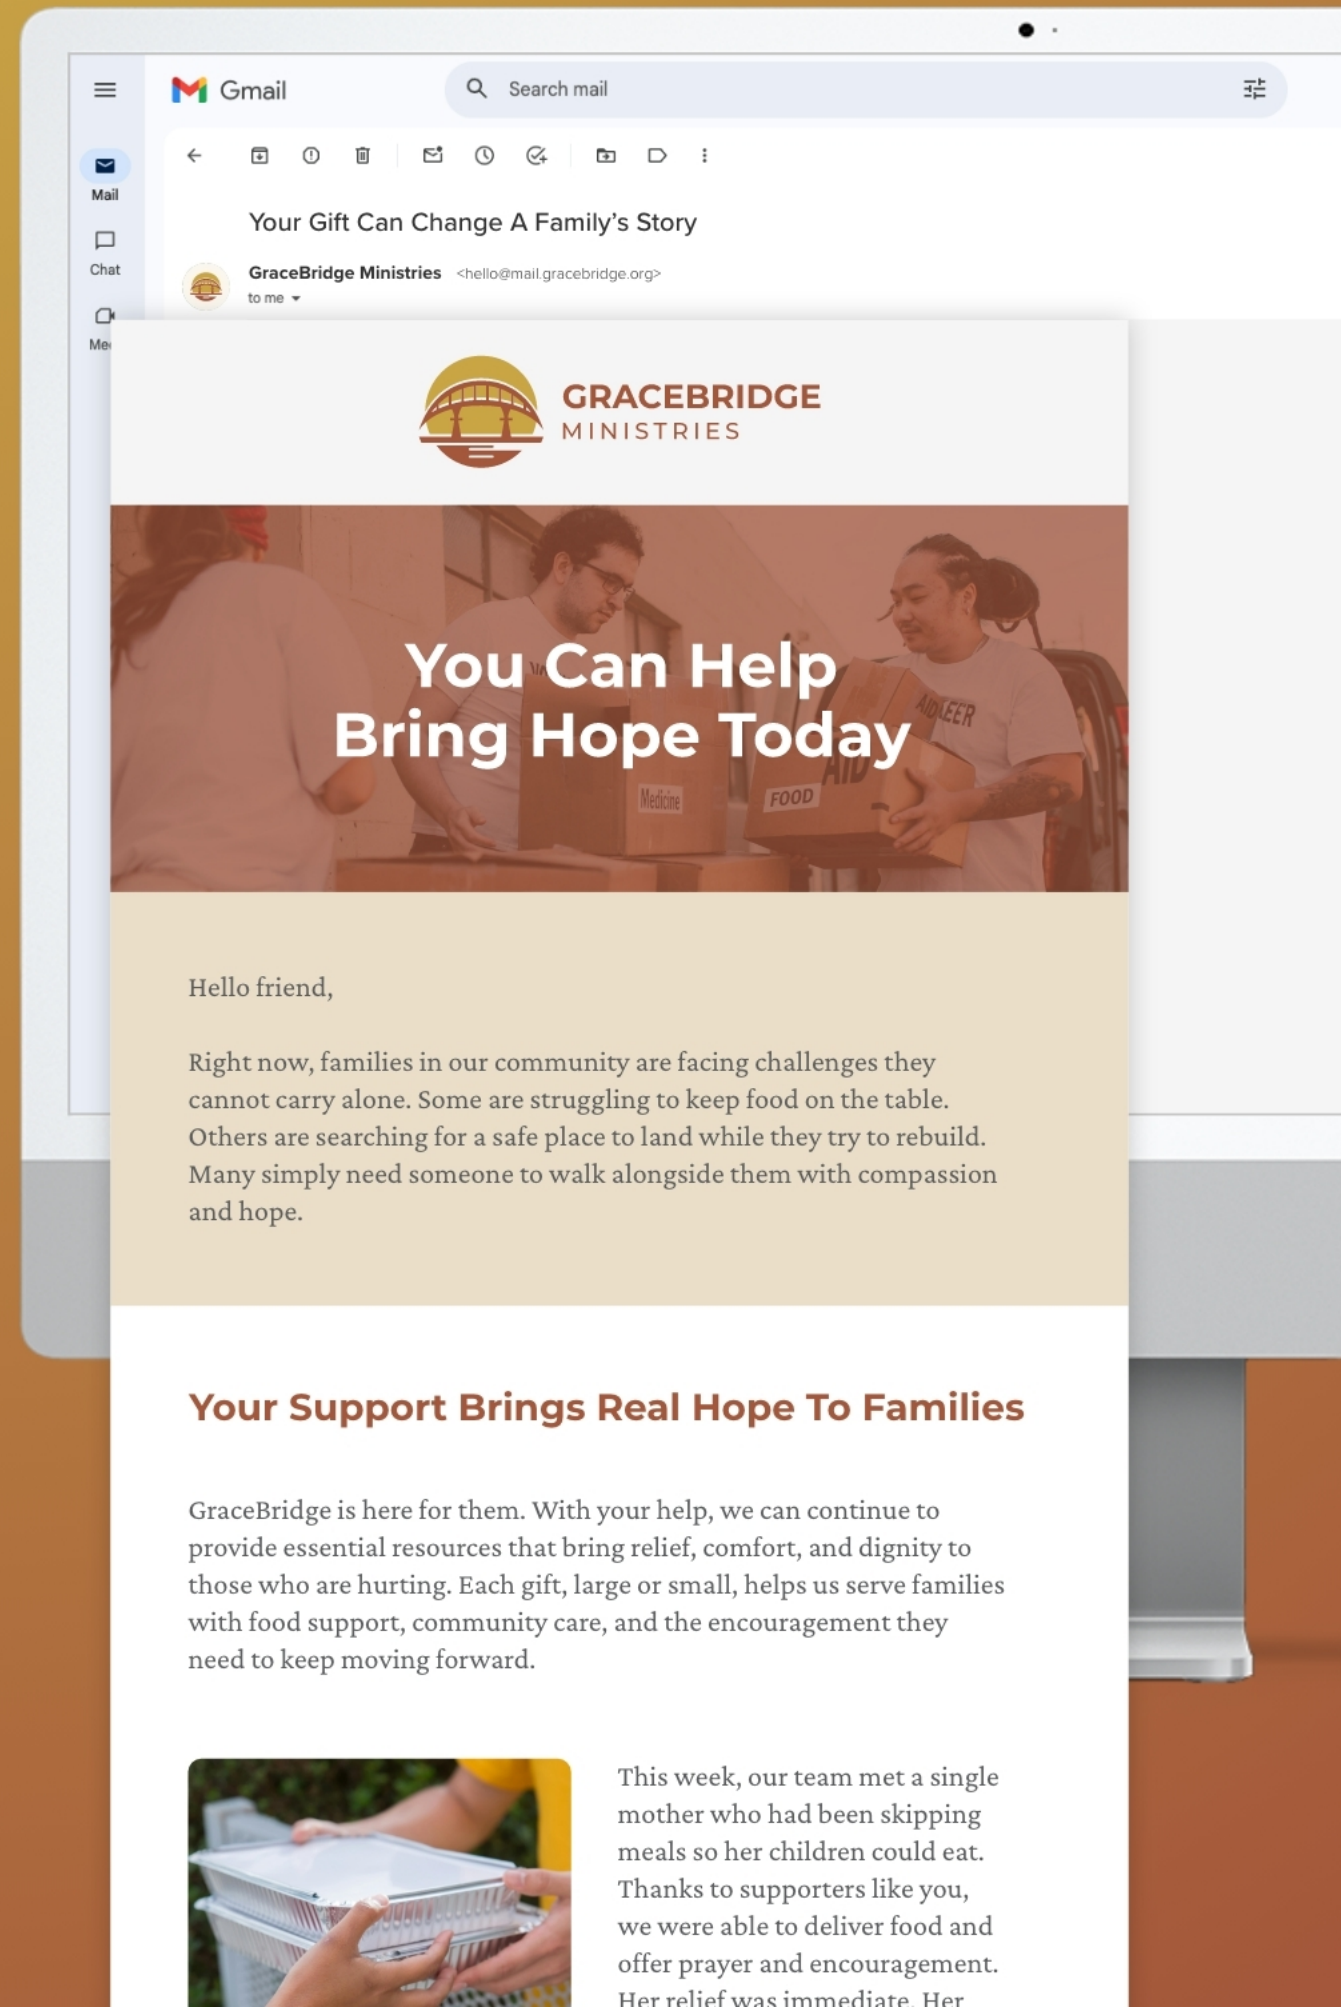 Gmail
Search mail
Mail
Your Gift Can Change A Family’s Story
Chat
GraceBridge Ministries <hello@mail.gracebridge.org>
to me
GRACEBRIDGE
MINISTRIES
You Can Help
Bring Hope Today
Medicine
FOOD
AID
Hello friend,
Right now, families in our community are facing challenges they
cannot carry alone. Some are struggling to keep food on the table.
Others are searching for a safe place to land while they try to rebuild.
Many simply need someone to walk alongside them with compassion
and hope.
Your Support Brings Real Hope To Families
GraceBridge is here for them. With your help, we can continue to
provide essential resources that bring relief, comfort, and dignity to
those who are hurting. Each gift, large or small, helps us serve families
with food support, community care, and the encouragement they
need to keep moving forward.
This week, our team met a single
mother who had been skipping
meals so her children could eat.
Thanks to supporters like you,
we were able to deliver food and
offer prayer and encouragement.
Her relief was immediate. Her